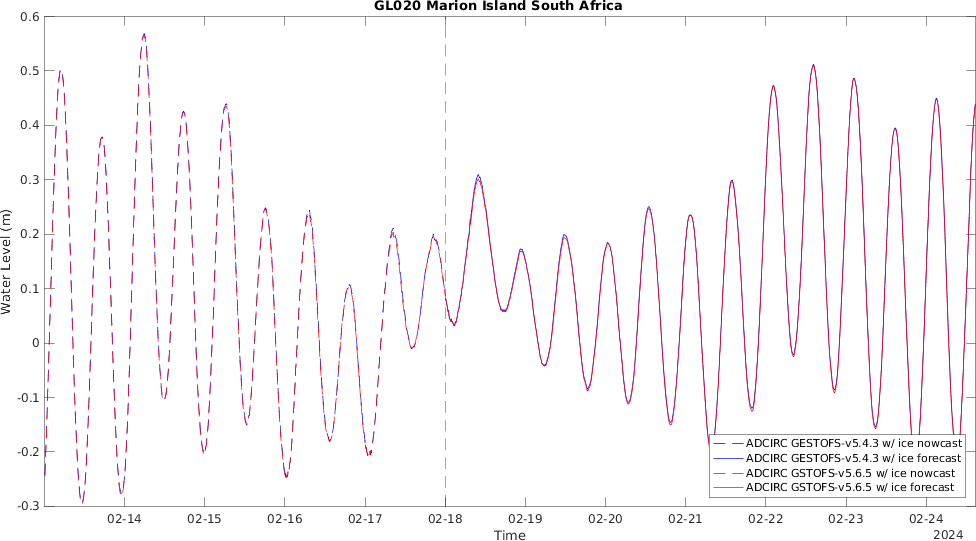 GL020 Marion Island South Africa
Water Level (m)
0.6
0.5
0.4
0.3
0.2
0.1
0
-0.1
-0.2
-0.3
02-14 02-15 02-16 02-17 02-18 02-19 02-20 02-21 02-22 02-23 02-24
Time
2024
ADCIRC GESTOFS-v5.4.3 w/ ice nowcast
ADCIRC GESTOFS-v5.4.3 w/ ice forecast
ADCIRC GSTOFS-v5.6.5 w/ ice nowcast
ADCIRC GSTOFS-v5.6.5 w/ ice forecast